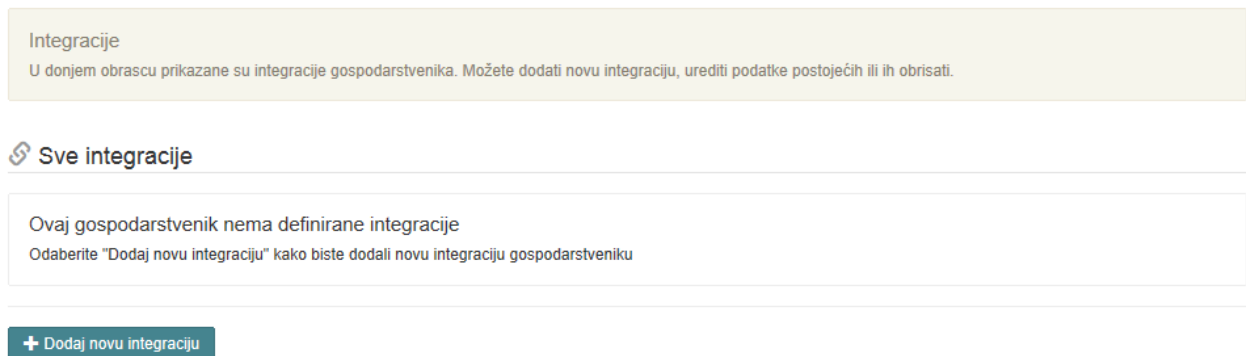 Integracije
U donjem obrascu prikazane su integracije gospodarstvenika. Možete dodati novu integraciju, urediti podatke postojećih ili ih obrisati.
Sve integracije
Ovaj gospodarstvenik nema definirane integracije
Odaberite "Dodaj novu integraciju" kako biste dodali novu integraciju gospodarstveniku
Dodaj novu integraciju